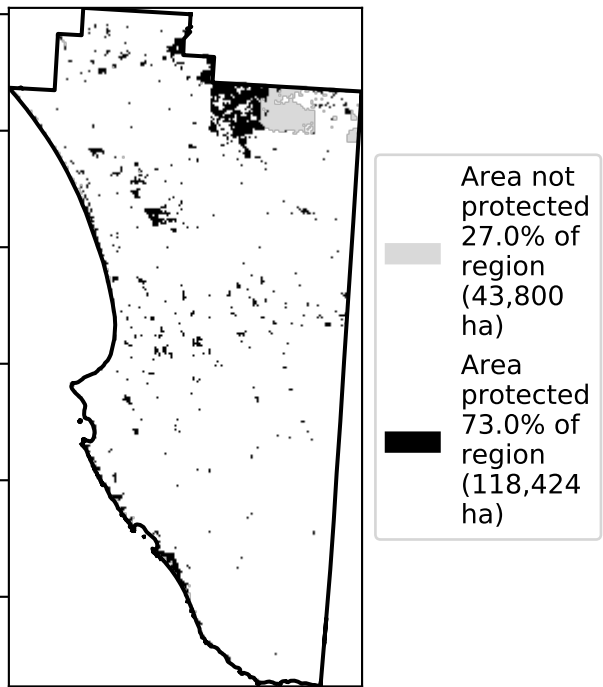 Area not
protected
27.0% of
region
(43,800
ha)
Area
protected
73.0% of
region
(118,424
ha)